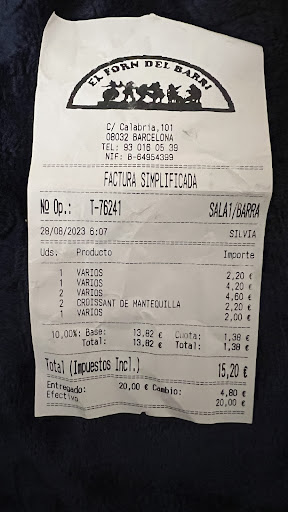 EL FORN DEL BARRI
C/ Calabria,101
08032 BARCELONA
TEL: 93 016 05 39
NIF: B-64954399
FACTURA SIMPLIFICADA
Nº Op.: T-76241 SALA1/BARRA
28/08/2023 6:07 SILVIA
Uds. Producto Importe
1 VARIOS 2,20 €
1 VARIOS 4,20 €
2 VARIOS 4,60 €
2 CROISSANT DE MANTEQUILLA 2,20 €
1 VARIOS 2,00 €
10,00%: Base: 13,82 € Cuota: 1,38 €
Total: 13,82 € Total: 1,38 €
Total (Impuestos Incl.) 15,20 €
Entregado: 20,00 € Cambio: 4,80 €
Efectivo 20,00 €